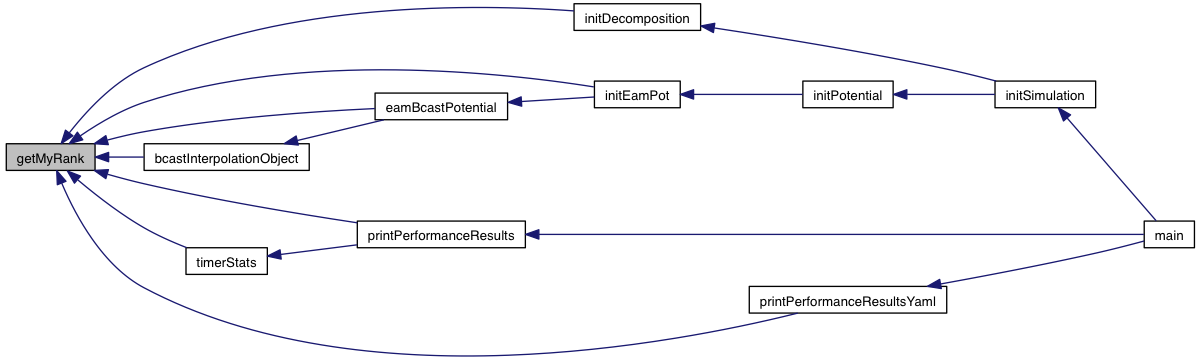 initDecomposition
initEamPot
initPotential
initSimulation
eamBcastPotential
getMyRank
bcastInterpolationObject
printPerformanceResults
main
timerStats
printPerformanceResultsYaml